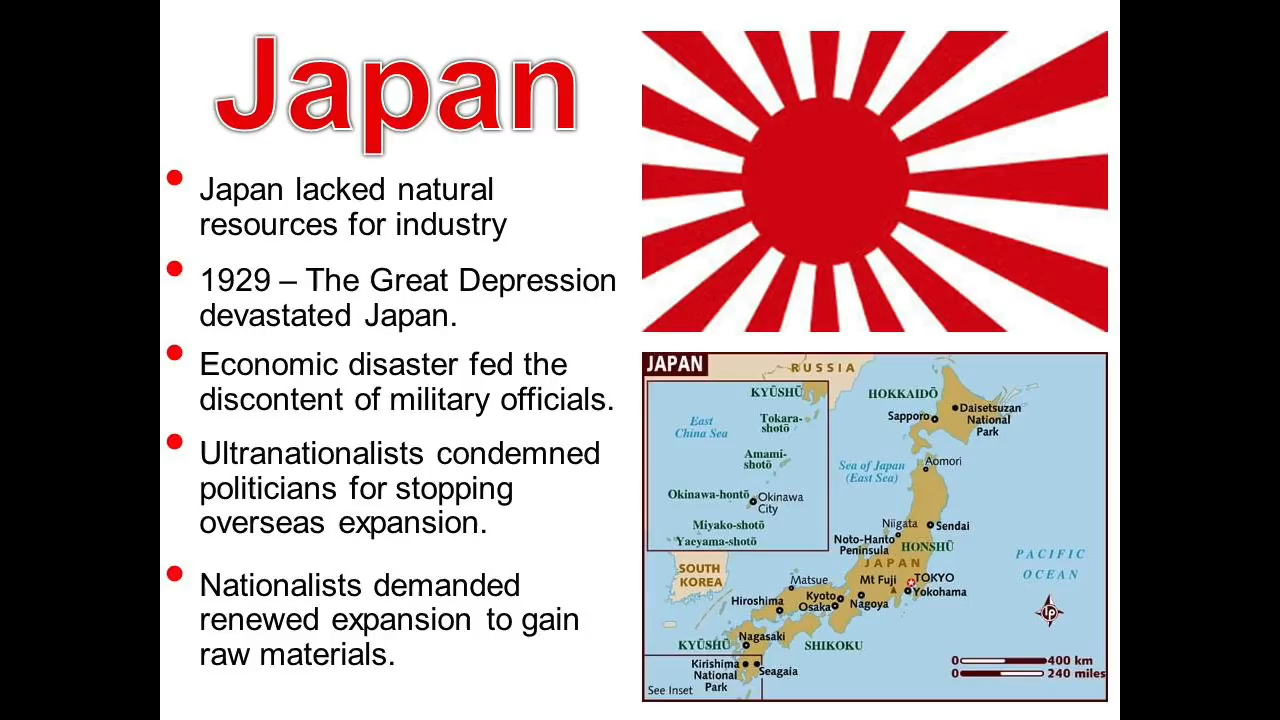 Japan
Japan lacked natural
resources for industry
1929 – The Great Depression
devastated Japan.
Economic disaster fed the
discontent of military officials.
Ultranationalists condemned
politicians for stopping
overseas expansion.
Nationalists demanded
renewed expansion to gain
raw materials.
JAPAN
RUSSIA
KYŪSHŪ
HOKKAIDŌ
Tokara-
shotō
East
China Sea
Sapporo
Daisetsuzan
National
Park
Amami-
shotō
Sea of Japan
(East Sea)
Aomori
Okinawa-hontō
Okinawa
City
Miyako-shotō
Yaeyama-shotō
Niigata
Sendai
Noto-Hanto
Peninsula
HONSHŪ
JAPAN
PACIFIC
OCEAN
SOUTH
KOREA
Matsue
Mt Fuji
TOKYO
Yokohama
Hiroshima
Kyoto
Osaka
Nagoya
LP
Nagasaki
KYŪSHŪ
SHIKOKU
Kirishima
National
Park
Seagaia
See Inset
0 400 km
0 240 miles